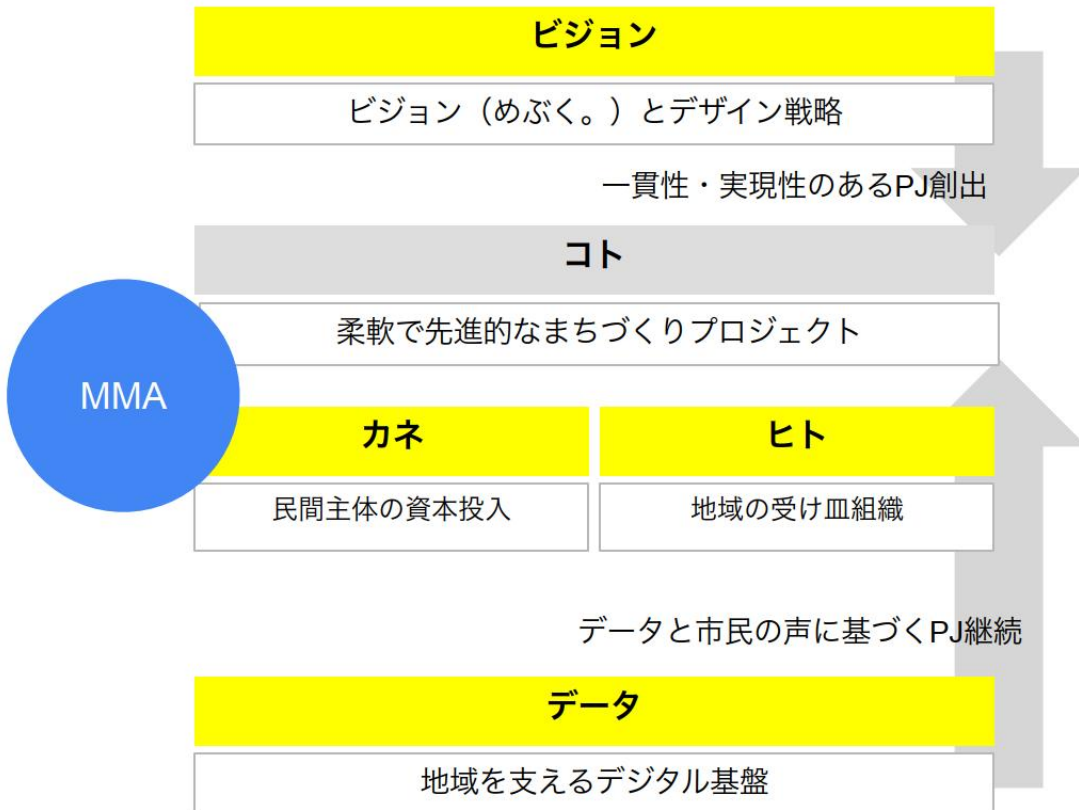 ビジョン
ビジョン（めぶく。）とデザイン戦略
一貫性・実現性のあるPJ創出
コト
柔軟で先進的なまちづくりプロジェクト
MMA
カネ
ヒト
民間主体の資本投入
地域の受け皿組織
データと市民の声に基づくPJ継続
データ
地域を支えるデジタル基盤